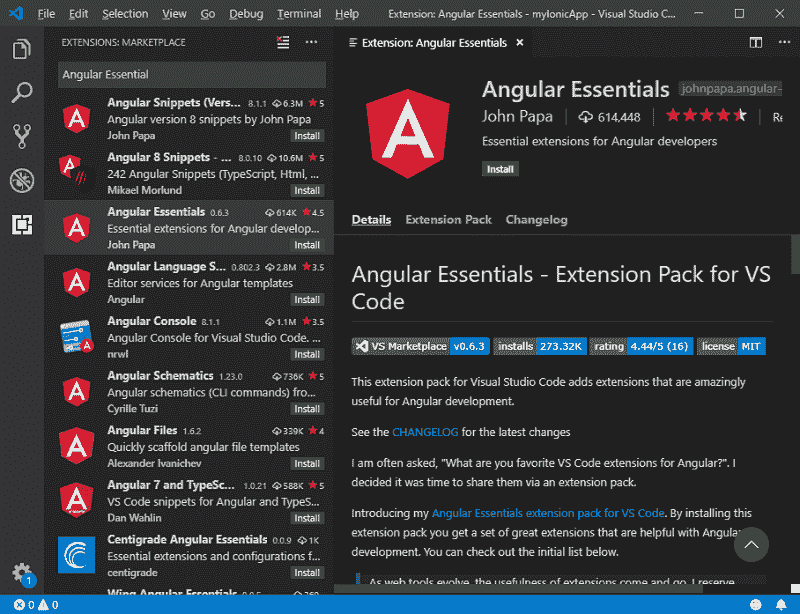 File Edit Selection View Go Debug Terminal Help Extension: Angular Essentials - myIonicApp - Visual Studio C...
EXTENSIONS: MARKETPLACE
Angular Essential
Angular Snippets (Vers... 8.1.1 6.3M 5
Angular version 8 snippets by John Papa
John Papa Install
Angular 8 Snippets - ... 8.0.10 10.6M 5
242 Angular Snippets (TypeScript, Html, ...
Mikael Morlund Install
Angular Essentials 0.6.3 614K 4.5
Essential extensions for Angular develop...
John Papa Install
Angular Language S... 0.802.3 2.8M 3.5
Editor services for Angular templates
Angular Install
Angular Console 8.1.1 1.1M 3.5
Angular Console for Visual Studio Code. ...
nrwl Install
Angular Schematics 1.23.0 736K 5
Angular schematics (CLI commands) fro...
Cyrille Tuzi Install
Angular Files 1.6.2 339K 4
Quickly scaffold angular file templates
Alexander Ivanichev Install
Angular 7 and TypeSc... 1.0.21 588K 5
VS Code snippets for Angular and TypeS...
Dan Wahlin Install
Centigrade Angular Essentials 0.0.9 1K
Essential extensions and configurations f...
centigrade Install
Wing Angular Essentials 0.0.5
1
0 0
Extension: Angular Essentials
Angular Essentials johnpapa.angular-
John Papa 614,448 Re
Essential extensions for Angular developers
Install
Details Extension Pack Changelog
Angular Essentials - Extension Pack for VS
Code
VS Marketplace v0.6.3 installs 273.32K rating 4.44/5 (16) license MIT
This extension pack for Visual Studio Code adds extensions that are amazingly
useful for Angular development.
See the CHANGELOG for the latest changes
I am often asked, "What are you favorite VS Code extensions for Angular?". I
decided it was time to share them via an extension pack.
Introducing my Angular Essentials extension pack for VS Code. By installing this
extension pack you get a set of great extensions that are helpful with Angular
development. You can check out the initial list below.
As web tools evolve, the usefulness of extensions come and go. I reserve